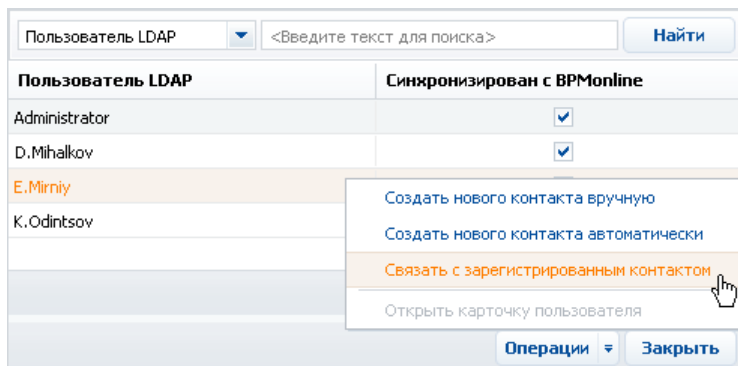 Пользователь LDAP <Введите текст для поиска> Найти
Пользователь LDAP Синхронизирован с BPMonline
Administrator
D.Mihalkov
E.Mirniy
K.Odintsov
Создать нового контакта вручную
Создать нового контакта автоматически
Связать с зарегистрированным контактом
Открыть карточку пользователя
Операции Закрыть